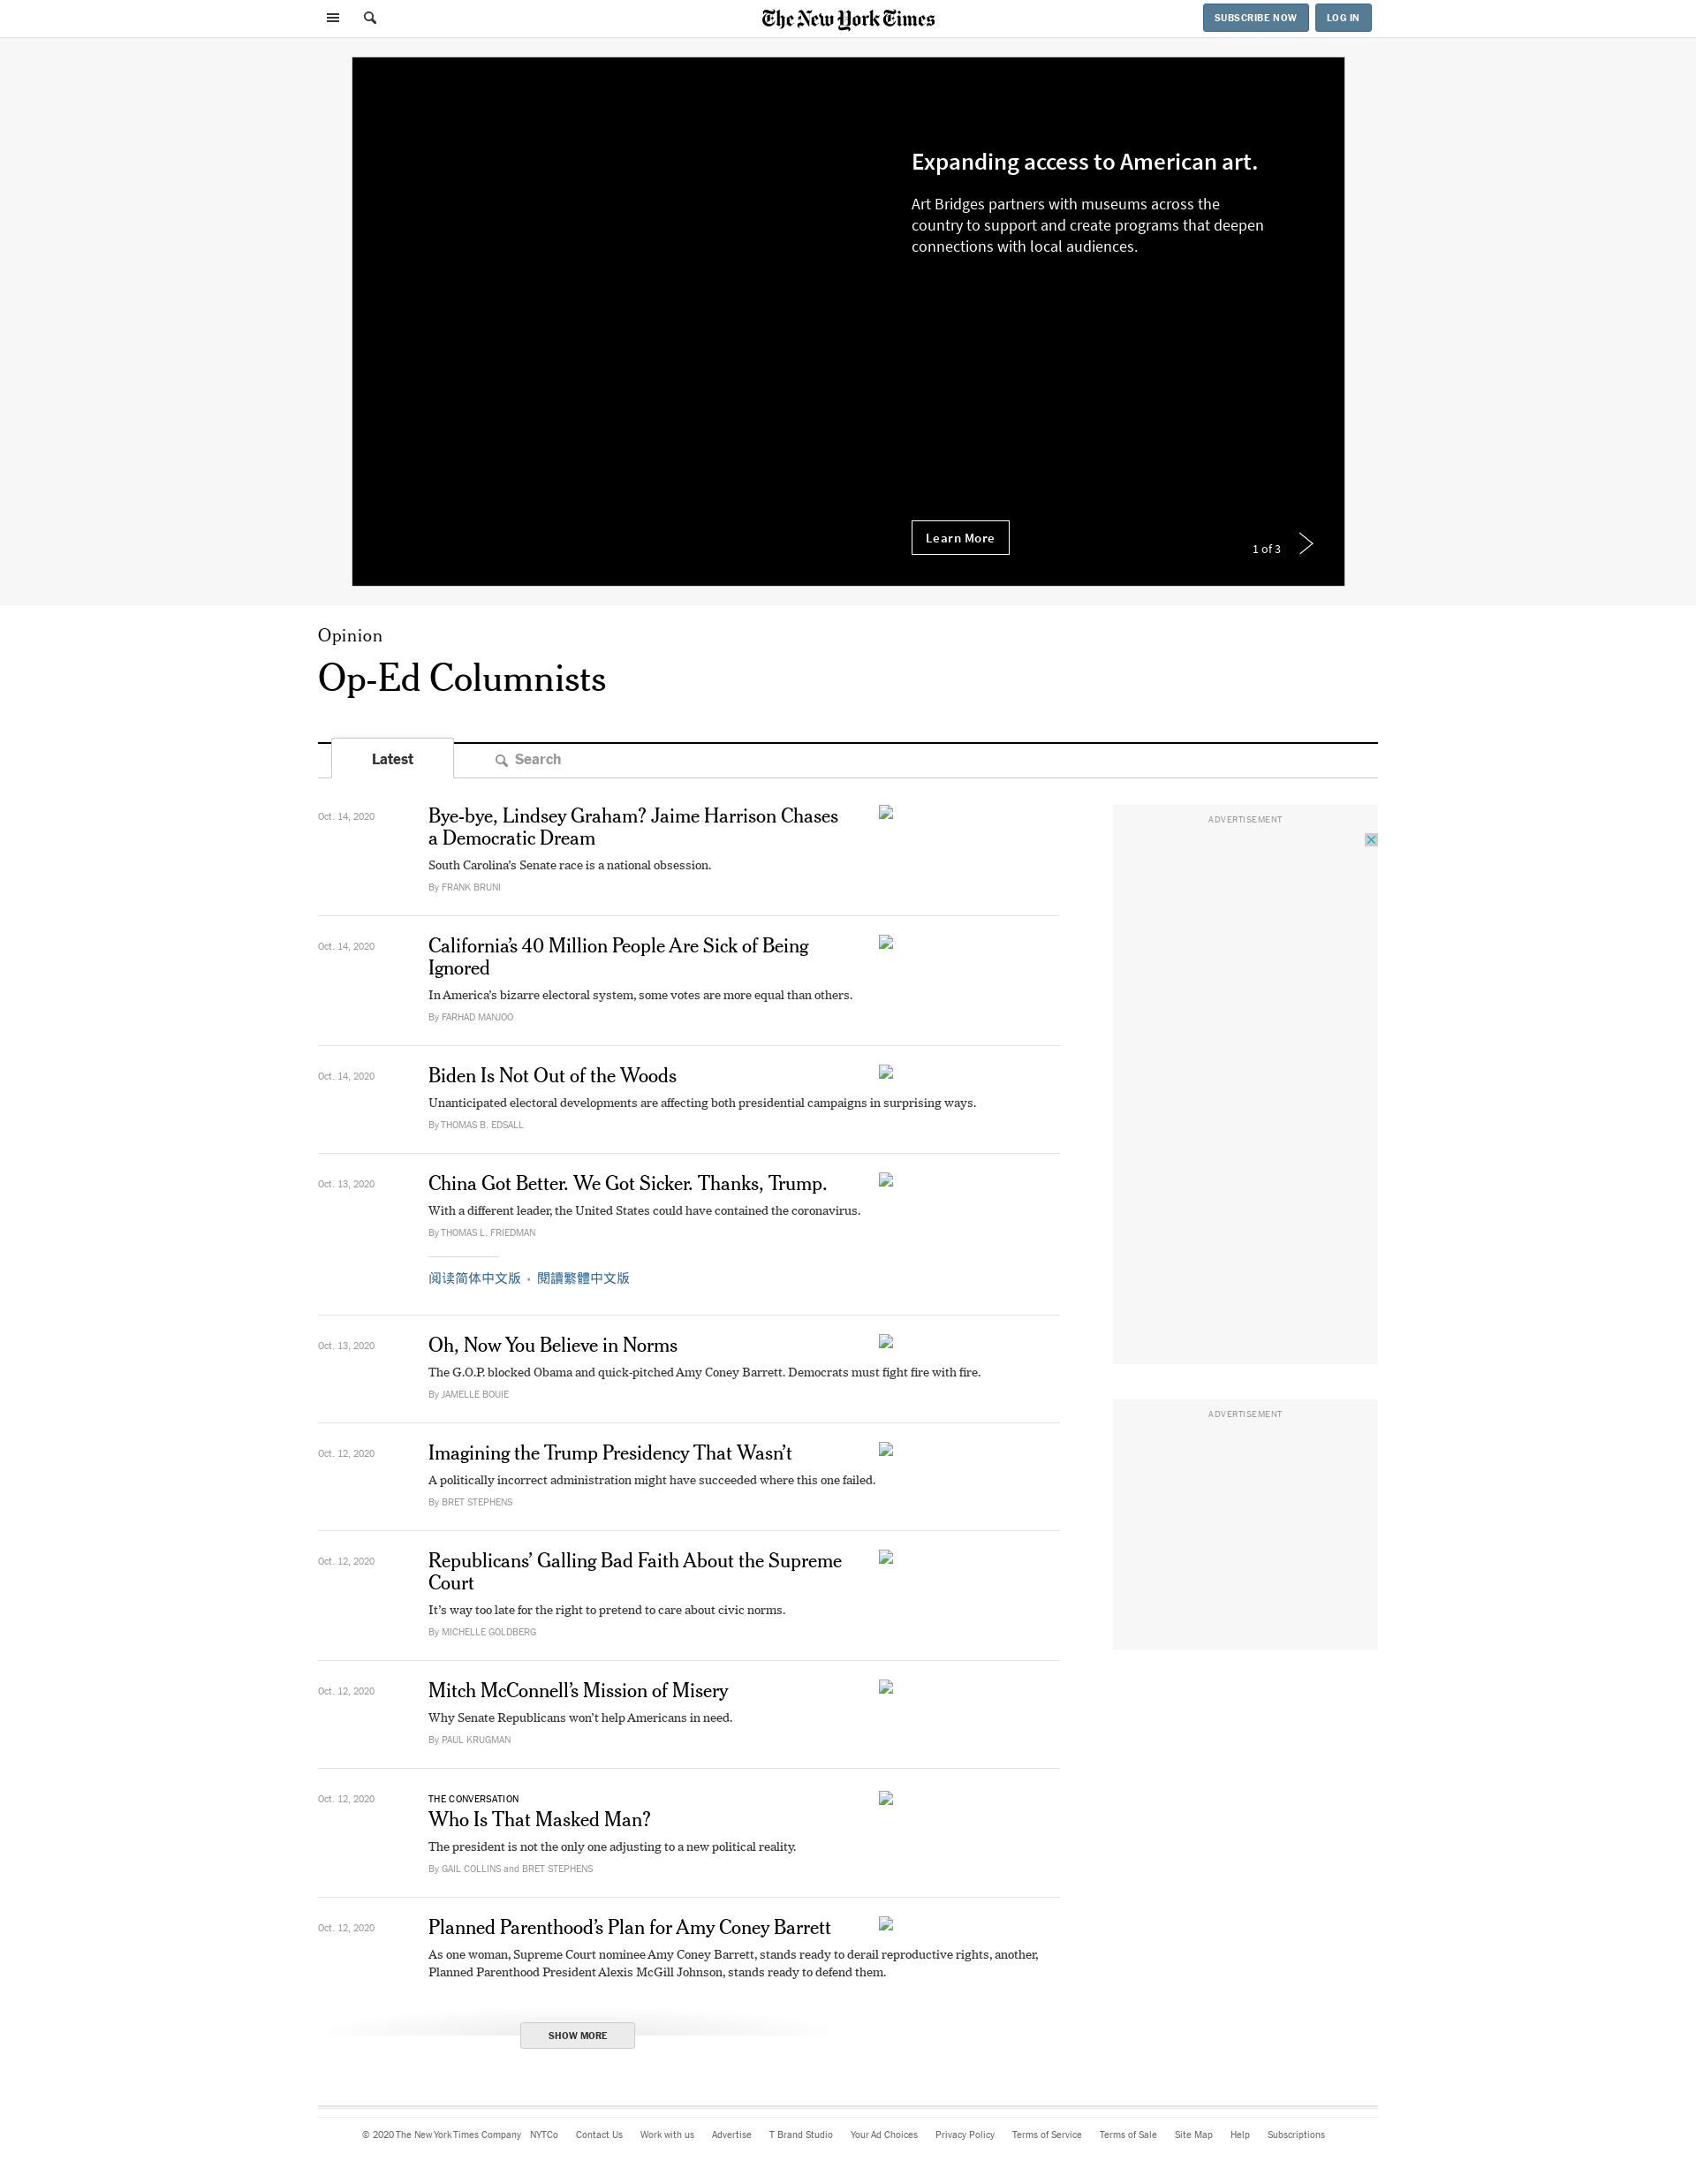 The New York Times
SUBSCRIBE NOW
LOG IN
Expanding access to American art.
Art Bridges partners with museums across the
country to support and create programs that deepen
connections with local audiences.
Learn More
1 of 3
Opinion
Op-Ed Columnists
Latest
Search
Oct. 14, 2020
Bye-bye, Lindsey Graham? Jaime Harrison Chases
a Democratic Dream
South Carolina’s Senate race is a national obsession.
By FRANK BRUNI
ADVERTISEMENT
Oct. 14, 2020
California’s 40 Million People Are Sick of Being
Ignored
In America’s bizarre electoral system, some votes are more equal than others.
By FARHAD MANJOO
Oct. 14, 2020
Biden Is Not Out of the Woods
Unanticipated electoral developments are affecting both presidential campaigns in surprising ways.
By THOMAS B. EDSALL
Oct. 13, 2020
China Got Better. We Got Sicker. Thanks, Trump.
With a different leader, the United States could have contained the coronavirus.
By THOMAS L. FRIEDMAN
阅读简体中文版 • 閱讀繁體中文版
Oct. 13, 2020
Oh, Now You Believe in Norms
The G.O.P. blocked Obama and quick-pitched Amy Coney Barrett. Democrats must fight fire with fire.
By JAMELLE BOUIE
ADVERTISEMENT
Oct. 12, 2020
Imagining the Trump Presidency That Wasn’t
A politically incorrect administration might have succeeded where this one failed.
By BRET STEPHENS
Oct. 12, 2020
Republicans’ Galling Bad Faith About the Supreme
Court
It’s way too late for the right to pretend to care about civic norms.
By MICHELLE GOLDBERG
Oct. 12, 2020
Mitch McConnell’s Mission of Misery
Why Senate Republicans won’t help Americans in need.
By PAUL KRUGMAN
Oct. 12, 2020
THE CONVERSATION
Who Is That Masked Man?
The president is not the only one adjusting to a new political reality.
By GAIL COLLINS and BRET STEPHENS
Oct. 12, 2020
Planned Parenthood’s Plan for Amy Coney Barrett
As one woman, Supreme Court nominee Amy Coney Barrett, stands ready to derail reproductive rights, another,
Planned Parenthood President Alexis McGill Johnson, stands ready to defend them.
SHOW MORE
© 2020 The New York Times Company NYTCo Contact Us Work with us Advertise T Brand Studio Your Ad Choices Privacy Policy Terms of Service Terms of Sale Site Map Help Subscriptions